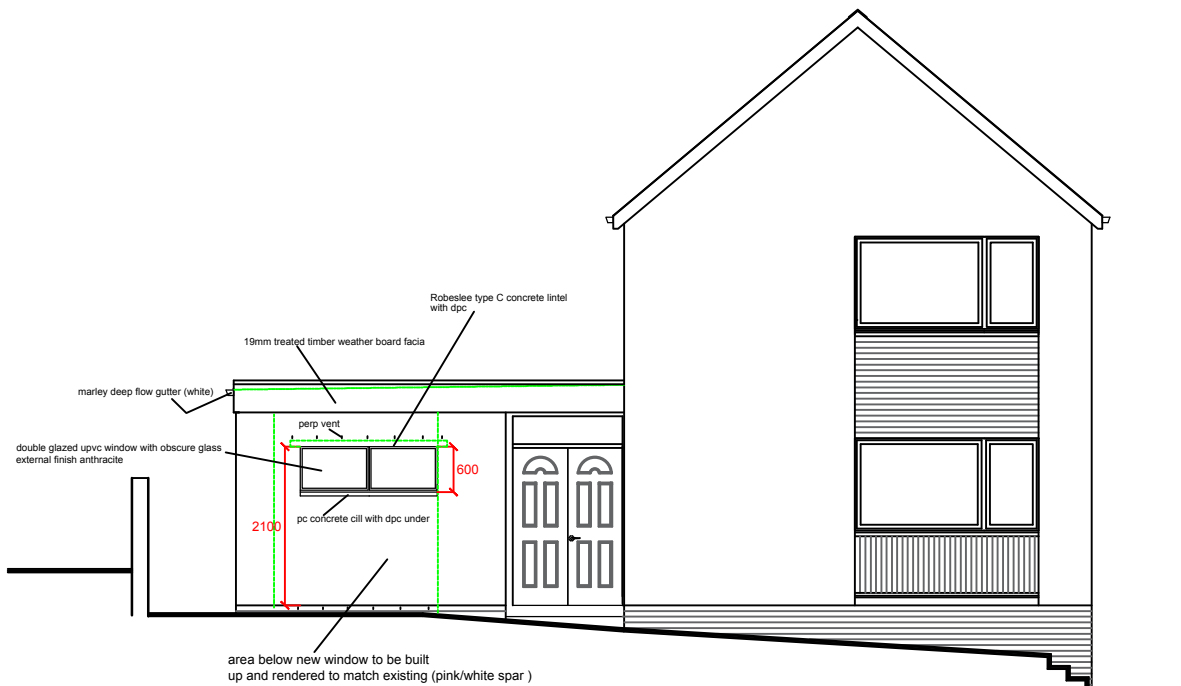 Robeslee type C concrete lintel
with dpc
19mm treated timber weather board facia
marley deep flow gutter (white)
perp vent
double glazed upvc window with obscure glass
external finish anthracite
600
pc concrete cill with dpc under
2100
area below new window to be built
up and rendered to match existing (pink/white spar )